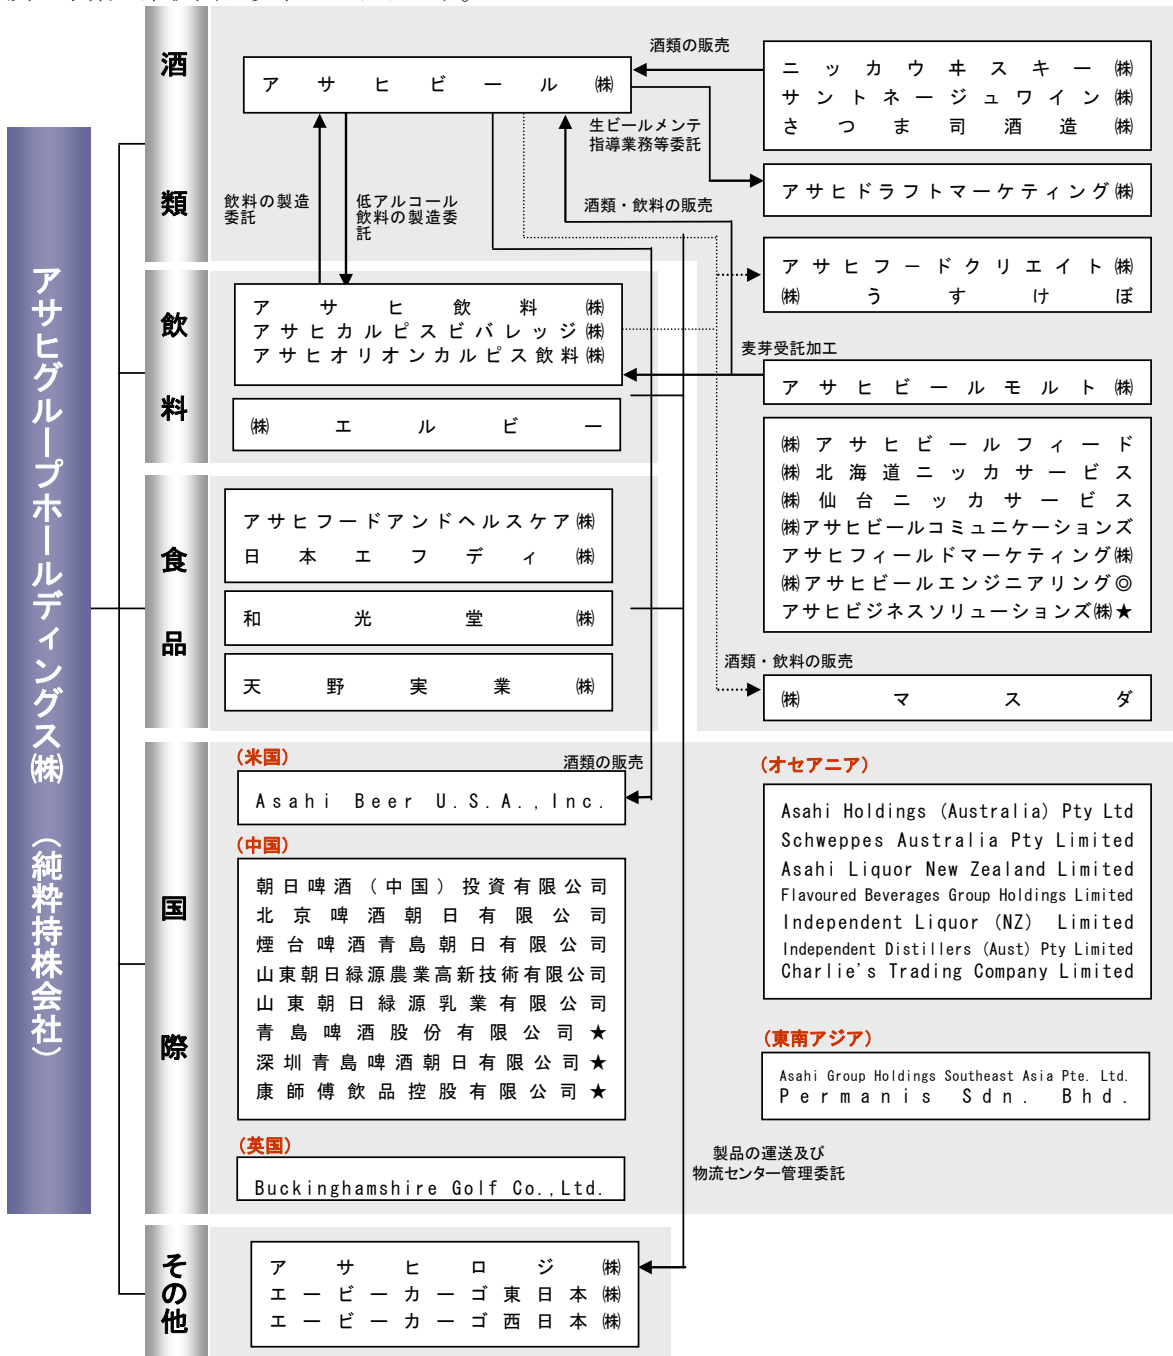 アサヒグループホールディングス㈱ （純粋持株会社）
酒類
アサヒビール㈱
酒類の販売
ニッカウヰスキー㈱
サントネージュワイン㈱
さつま司酒造㈱
生ビールメンテ
指導業務等委託
アサヒドラフトマーケティング㈱
飲料の製造
委託
低アルコール
飲料の製造委
託
酒類・飲料の販売
アサヒフードクリエイト㈱
㈱うすけぼ
飲料
アサヒ飲料㈱
アサヒカルピスビバレッジ㈱
アサヒオリオンカルピス飲料㈱
㈱エルビー
麦芽受託加工
アサヒビールモルト㈱
㈱アサヒビールフィード
㈱北海道ニッカサービス
㈱仙台ニッカサービス
㈱アサヒビールコミュニケーションズ
アサヒフィールドマーケティング㈱
㈱アサヒビールエンジニアリング◎
アサヒビジネスソリューションズ㈱★
酒類・飲料の販売
㈱マスダ
食品
アサヒフードアンドヘルスケア㈱
日本エフディ㈱
和光堂㈱
天野実業㈱
国際
（米国）
酒類の販売
Asahi Beer U.S.A.,Inc.
（中国）
朝日啤酒（中国）投資有限公司
北京啤酒朝日有限公司
煙台啤酒青島朝日有限公司
山東朝日緑源農業高新技術有限公司
山東朝日緑源乳業有限公司
青島啤酒股份有限公司★
深圳青島啤酒朝日有限公司★
康師傅飲品控股有限公司★
（英国）
Buckinghamshire Golf Co.,Ltd.
（オセアニア）
Asahi Holdings (Australia) Pty Ltd
Schweppes Australia Pty Limited
Asahi Liquor New Zealand Limited
Flavoured Beverages Group Holdings Limited
Independent Liquor (NZ) Limited
Independent Distillers (Aust) Pty Limited
Charlie's Trading Company Limited
（東南アジア）
Asahi Group Holdings Southeast Asia Pte. Ltd.
Permanis Sdn. Bhd.
製品の運送及び
物流センター管理委託
その他
アサヒロジ㈱
エービーカーゴ東日本㈱
エービーカーゴ西日本㈱